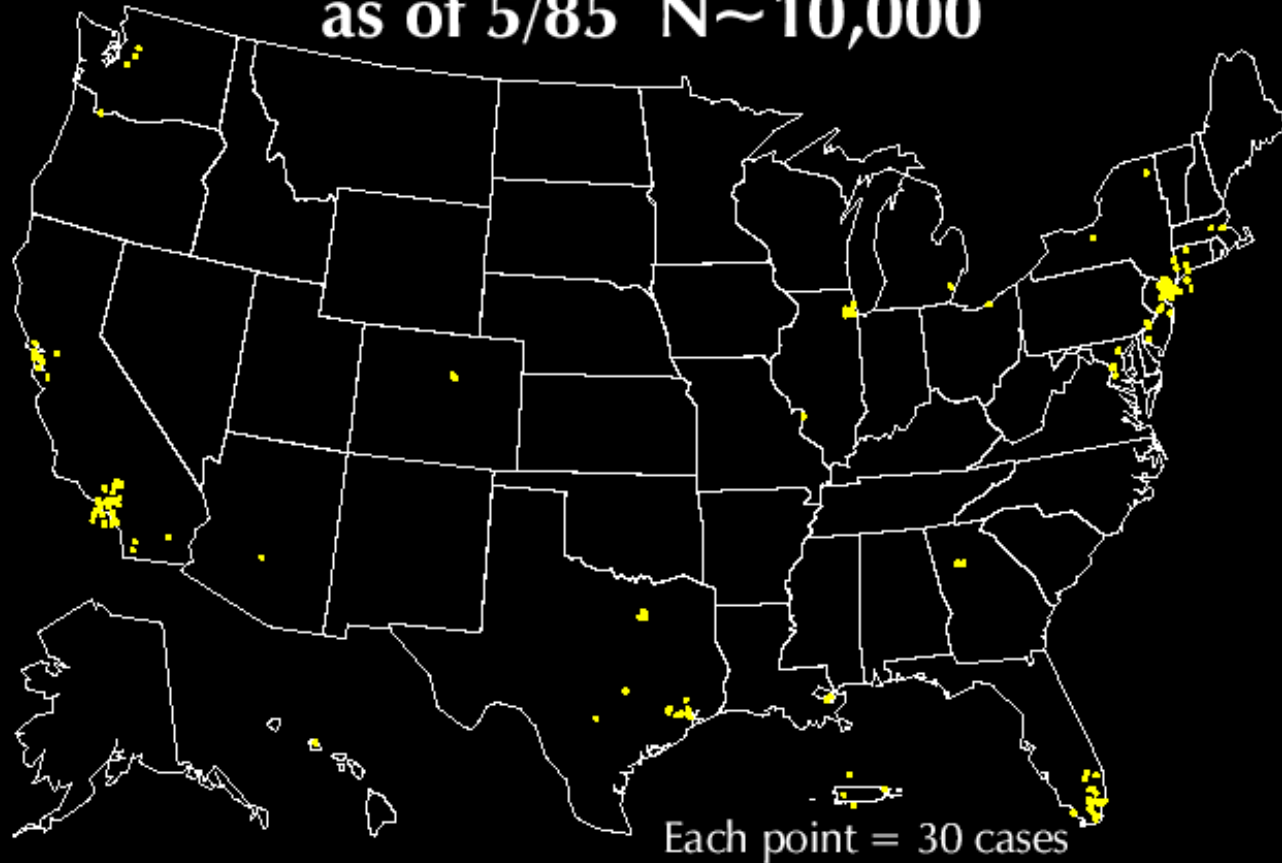 as of 5/85 N~10,000
Each point = 30 cases